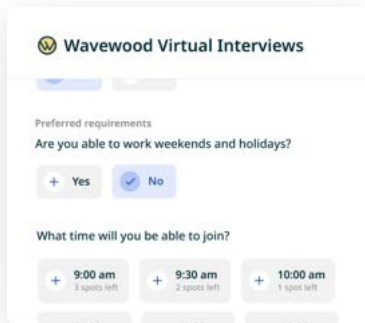 Wavewood Virtual Interviews
Preferred requirements
Are you able to work weekends and holidays?
+ Yes No
What time will you be able to join?
+ 9:00 am + 9:30 am + 10:00 am
3 spots left 2 spots left 1 spot left